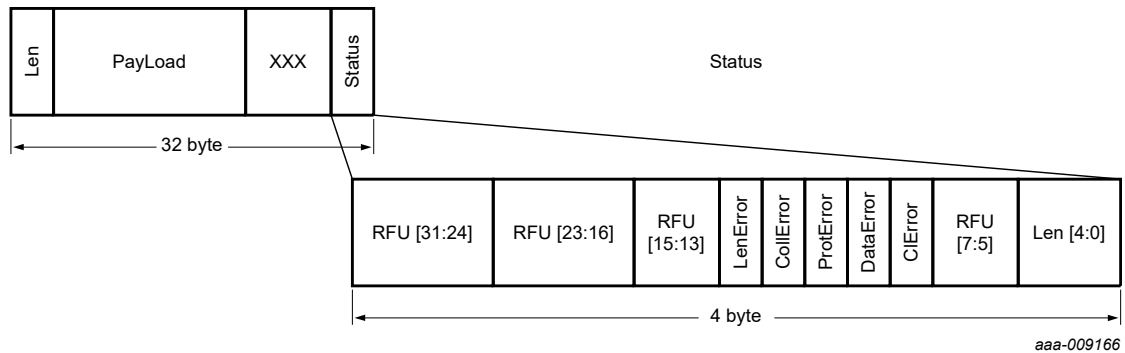 Len
PayLoad
XXX
Status
Status
32 byte
RFU [31:24]
RFU [23:16]
RFU
[15:13]
LenError
CollError
ProtError
DataError
ClError
RFU
[7:5]
Len [4:0]
4 byte
aaa-009166